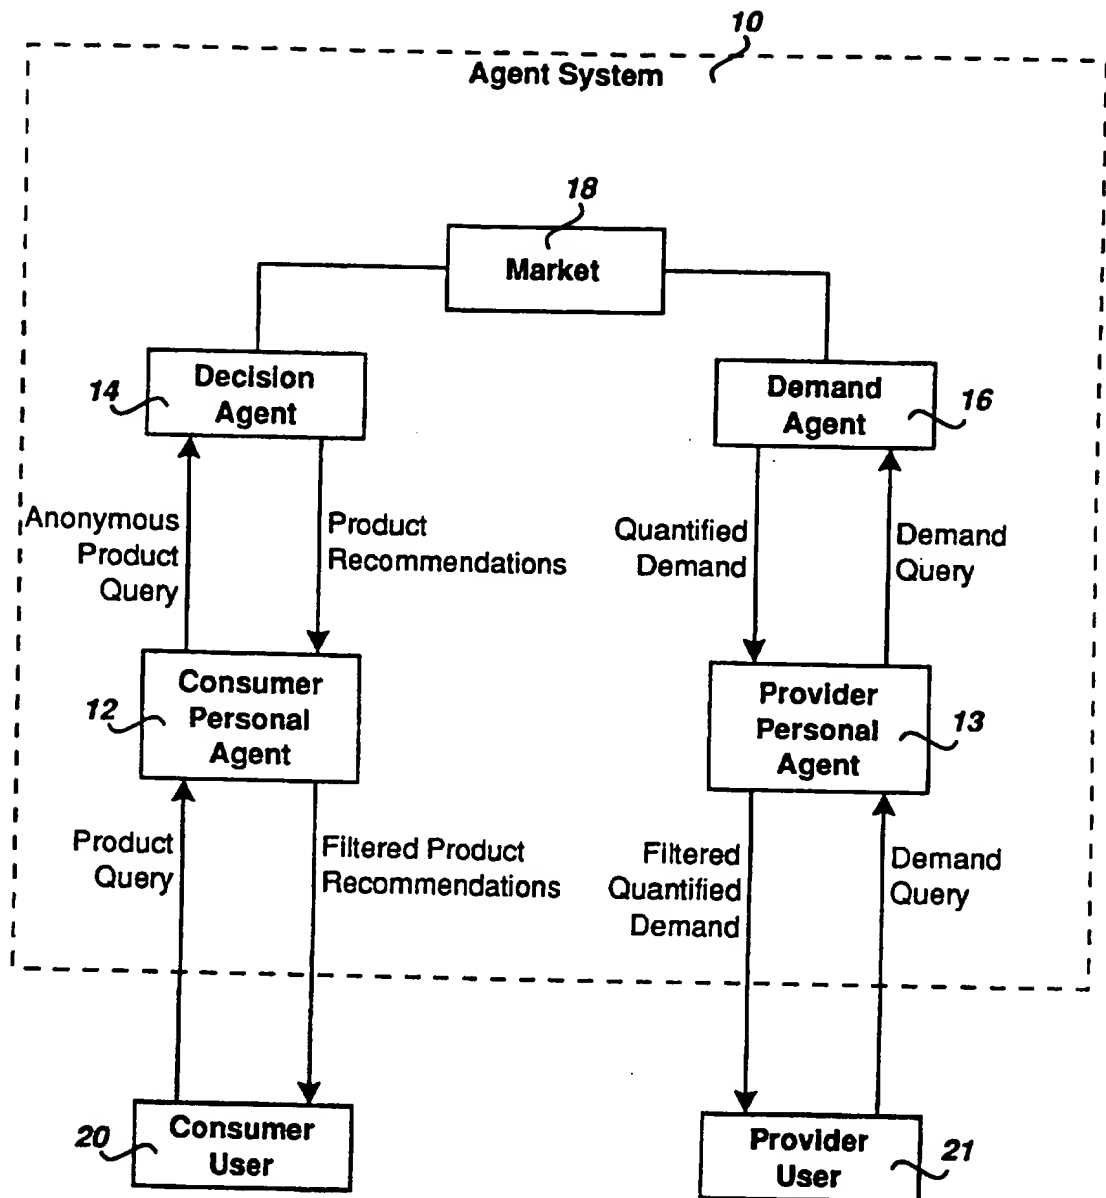 10
Agent System
18
Market
Decision
Agent
14
Demand
Agent
16
Anonymous
Product
Query
Product
Recommendations
Quantified
Demand
Demand
Query
Consumer
Personal
Agent
12
Provider
Personal
Agent
13
Product
Query
Filtered Product
Recommendations
Filtered
Quantified
Demand
Demand
Query
20
Consumer
User
Provider
User
21